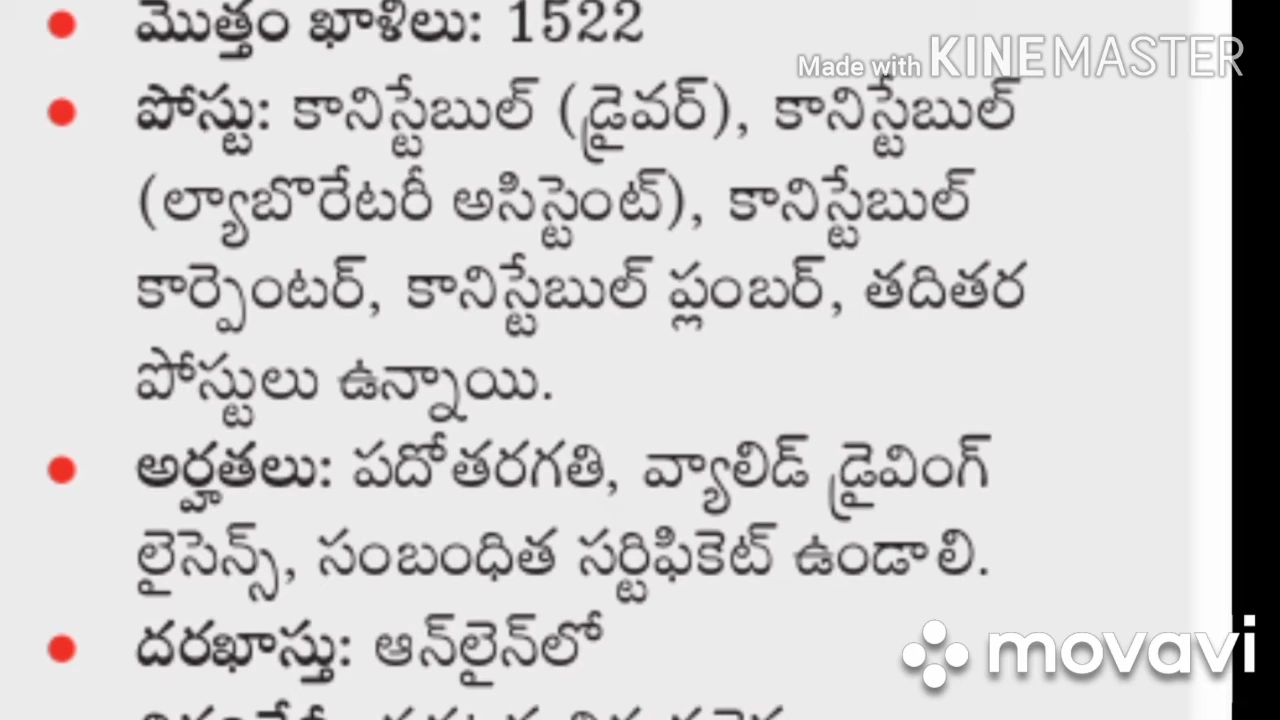 మొత్తం ఖాళీలు: 1522
Made with KINEMASTER
పోస్టు: కానిస్టేబుల్ (డ్రైవర్), కానిస్టేబుల్
(ల్యాబొరేటరీ అసిస్టెంట్), కానిస్టేబుల్
కార్పెంటర్, కానిస్టేబుల్ ప్లంబర్, తదితర
పోస్టులు ఉన్నాయి.
అర్హతలు: పదోతరగతి, వ్యాలిడ్ డ్రైవింగ్
లైసెన్స్, సంబంధిత సర్టిఫికెట్ ఉండాలి.
దరఖాస్తు: ఆన్‌లైన్‌లో
movavi